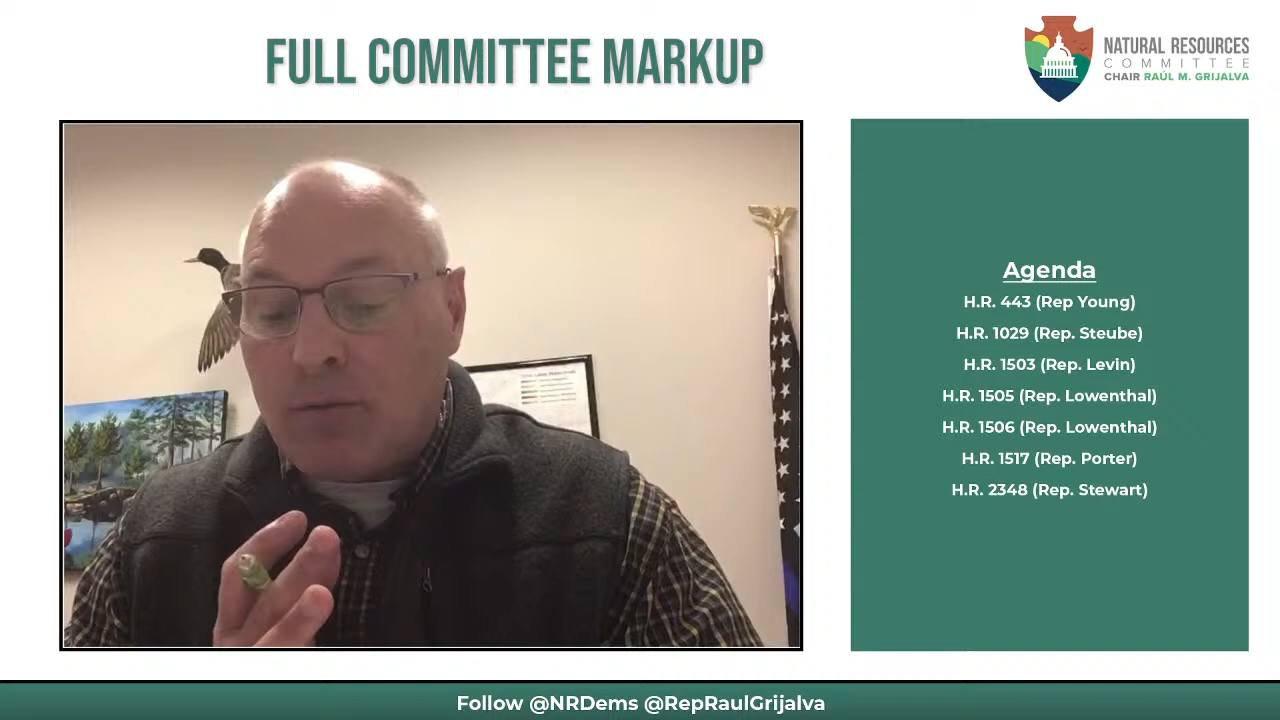 FULL COMMITTEE MARKUP
NATURAL RESOURCES
COMMITTEE
CHAIR RAÚL M. GRIJALVA
Agenda
H.R. 443 (Rep Young)
H.R. 1029 (Rep. Steube)
H.R. 1503 (Rep. Levin)
H.R. 1505 (Rep. Lowenthal)
H.R. 1506 (Rep. Lowenthal)
H.R. 1517 (Rep. Porter)
H.R. 2348 (Rep. Stewart)
Follow @NRDems @RepRaulGrijalva